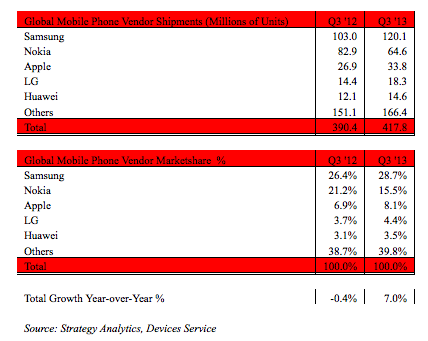 Global Mobile Phone Vendor Shipments (Millions of Units) Q3 '12 Q3 '13
Samsung 103.0 120.1
Nokia 82.9 64.6
Apple 26.9 33.8
LG 14.4 18.3
Huawei 12.1 14.6
Others 151.1 166.4
Total 390.4 417.8
Global Mobile Phone Vendor Marketshare % Q3 '12 Q3 '13
Samsung 26.4% 28.7%
Nokia 21.2% 15.5%
Apple 6.9% 8.1%
LG 3.7% 4.4%
Huawei 3.1% 3.5%
Others 38.7% 39.8%
Total 100.0% 100.0%
Total Growth Year-over-Year % -0.4% 7.0%
Source: Strategy Analytics, Devices Service